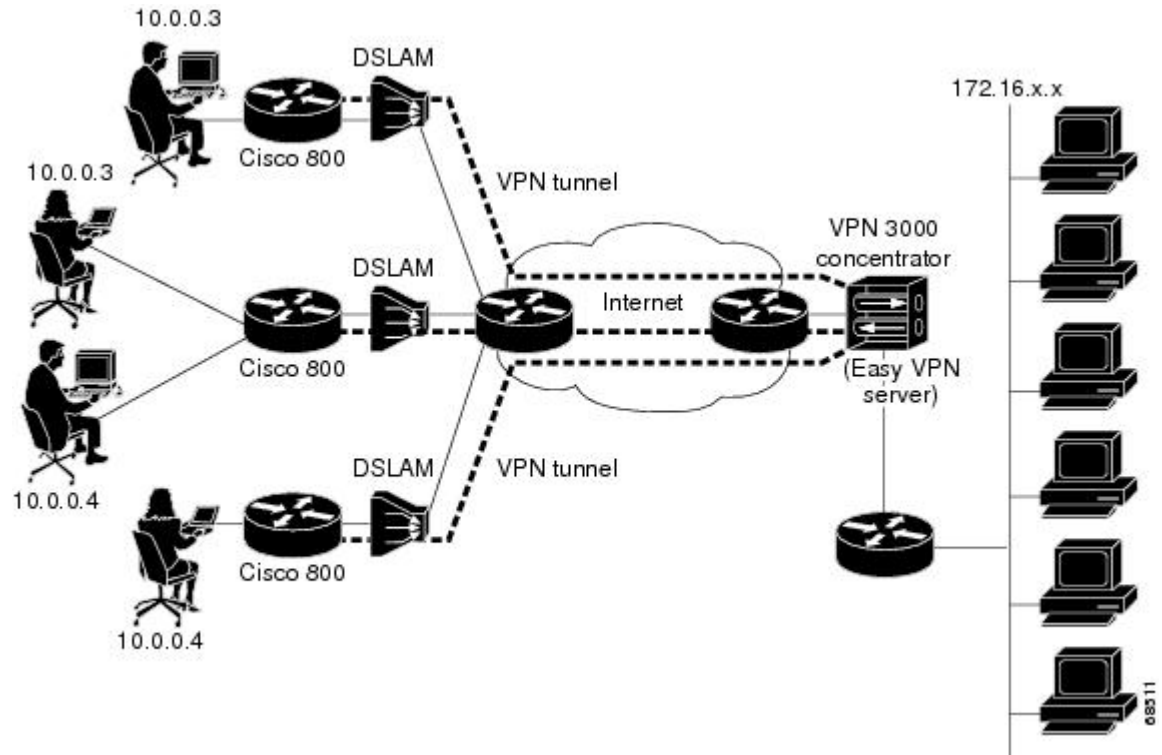 10.0.0.3
DSLAM
172.16.x.x
Cisco 800
10.0.0.3
VPN tunnel
DSLAM
VPN 3000
concentrator
Internet
Cisco 800
(Easy VPN
server)
DSLAM
VPN tunnel
10.0.0.4
Cisco 800
10.0.0.4
68511